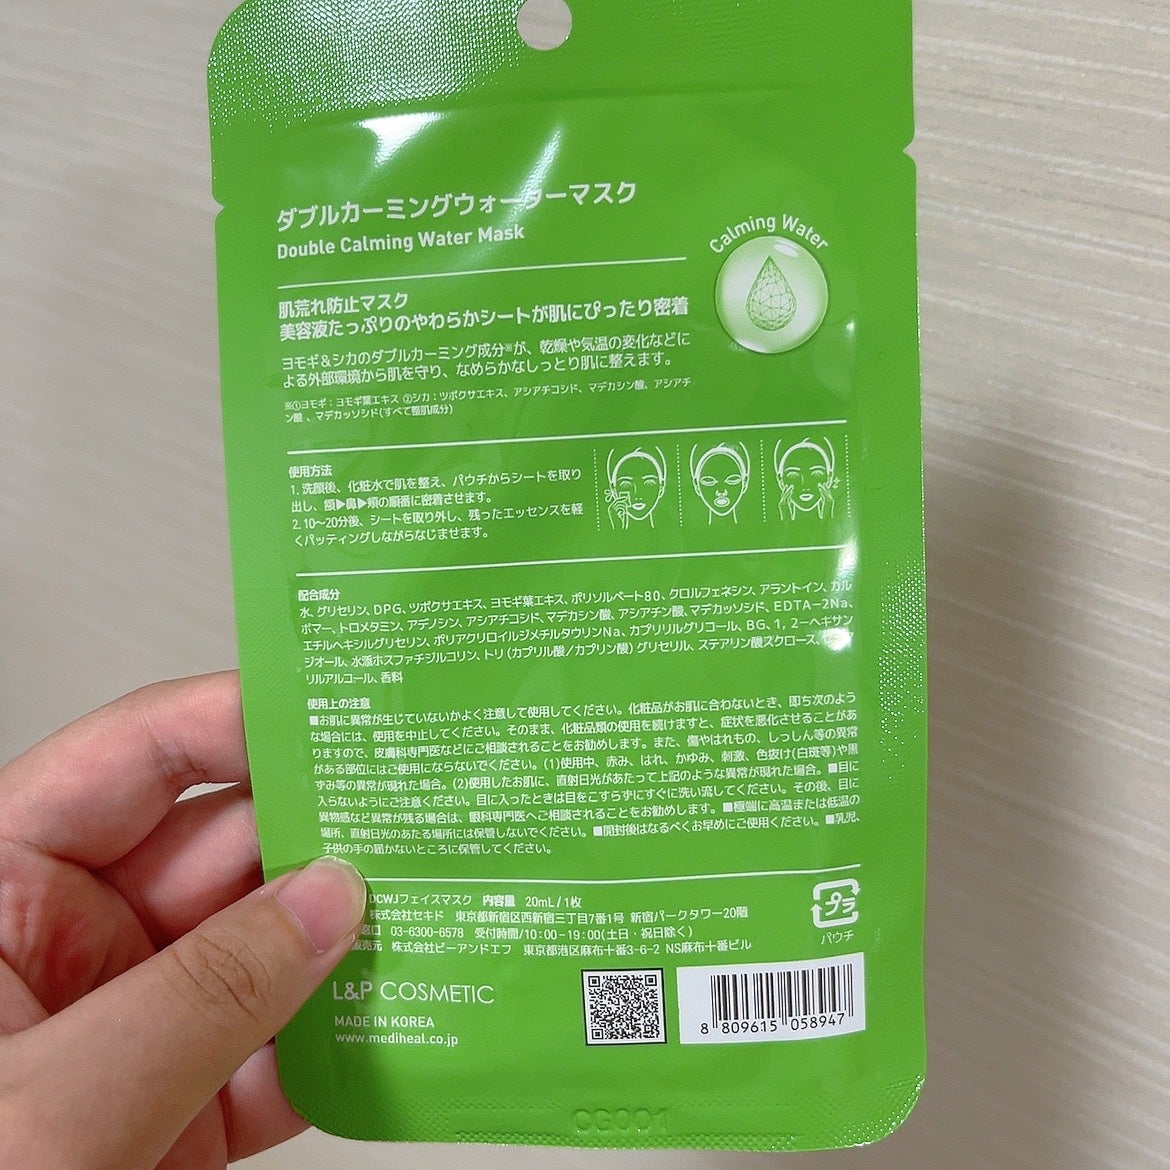 ダブルカーミングウォーターマスク
Double Calming Water Mask
Calming Water
肌荒れ防止マスク
美容液たっぷりのやわらかシートが肌にぴったり密着
ヨモギ&シカのダブルカーミング成分※が、乾燥や気温の変化などに
よる外部環境から肌を守り、なめらかなしっとり肌に整えます。
※①ヨモギ：ヨモギ葉エキス ②シカ：ツボクサエキス、アシアチコシド、マデカシン酸、アシアチ
ン酸 、マデカッソシド(すべて整肌成分)
使用方法
1. 洗顔後、化粧水で肌を整え、パウチからシートを取り
出し、額▶鼻▶頬の順番に密着させます。
2. 10〜20分後、シートを取り外し、残ったエッセンスを軽
くパッティングしながらなじませます。
配合成分
水、グリセリン、DPG、ツボクサエキス、ヨモギ葉エキス、ポリソルベート80、クロルフェネシン、アラントイン、カル
ボマー、トロメタミン、アデノシン、アシアチコシド、マデカシン酸、アシアチン酸、マデカッソシド、EDTA−2Na、
エチルヘキシルグリセリン、ポリアクリロイルジメチルタウリンNa、カプリリルグリコール、BG、1，2−ヘキサン
ジオール、水添ホスファチジルコリン、トリ（カプリル酸／カプリン酸）グリセリル、ステアリン酸スクロース、
リルアルコール、香料
使用上の注意
■お肌に異常が生じていないかよく注意して使用してください。化粧品がお肌に合わないとき、即ち次のよう
な場合には、使用を中止してください。そのまま、化粧品類の使用を続けますと、症状を悪化させることがあ
りますので、皮膚科専門医などにご相談されることをお勧めします。また、傷やはれもの、しっしん等の異常
がある部位にはご使用にならないでください。(1)使用中、赤み、はれ、かゆみ、刺激、色抜け(白斑等)や黒
ずみ等の異常が現れた場合。(2)使用したお肌に、直射日光があたって上記のような異常が現れた場合。■目に
入らないようにご注意ください。目に入ったときは目をこすらずにすぐに洗い流してください。その後、目に
異物感など異常が残る場合は、眼科専門医へご相談されることをお勧めします。■極端に高温または低温の
場所、直射日光のあたる場所には保管しないでください。■開封後はなるべくお早めにご使用ください。■乳児、
子供の手の届かないところに保管してください。
DCWJフェイスマスク 内容量 20mL/1枚
株式会社セキド 東京都新宿区西新宿三丁目7番1号 新宿パークタワー20階
窓口 03-6300-6578 受付時間/10:00-19:00(土日・祝日除く)
販売元 株式会社ビーアンドエフ 東京都港区麻布十番3-6-2 NS麻布十番ビル
プラ
パウチ
L&P COSMETIC
MADE IN KOREA
www.mediheal.co.jp
8 809615 058947
CG001